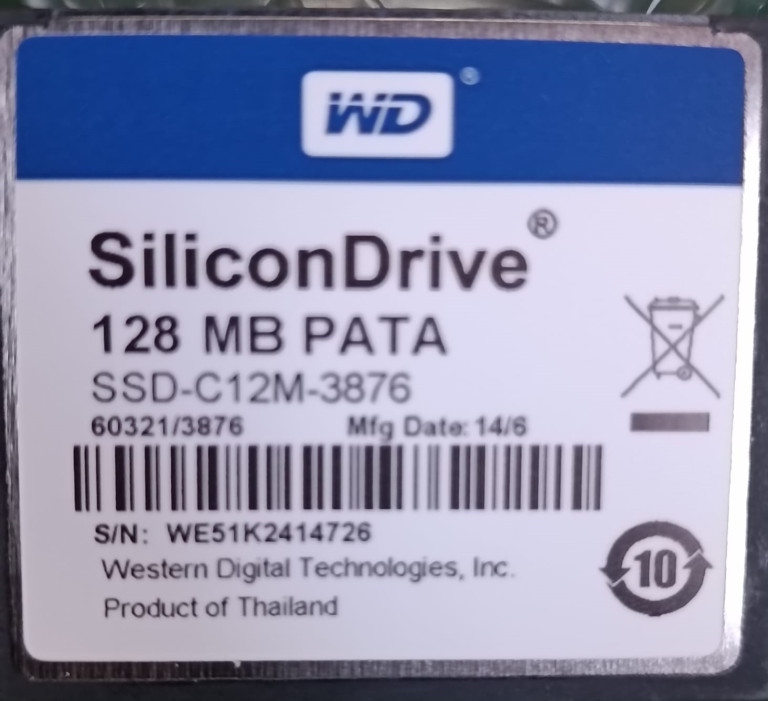 WD®
SiliconDrive®
128 MB PATA
SSD-C12M-3876
60321/3876 Mfg Date: 14/6
S/N: WE51K2414726
Western Digital Technologies, Inc.
Product of Thailand
10